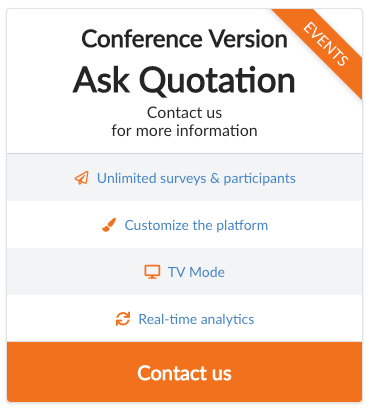 EVENTS
Conference Version
Ask Quotation
Contact us
for more information
Unlimited surveys & participants
Customize the platform
TV Mode
Real-time analytics
Contact us